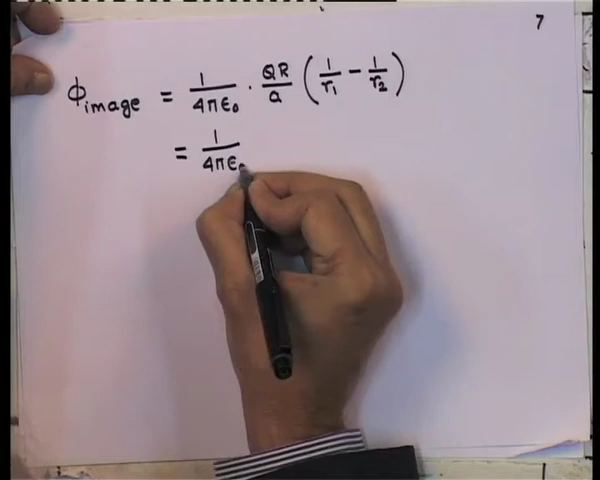 7
ϕimage = 1/4πε₀ · QR/a (1/r₁ − 1/r₂)
= 1/4πε₀